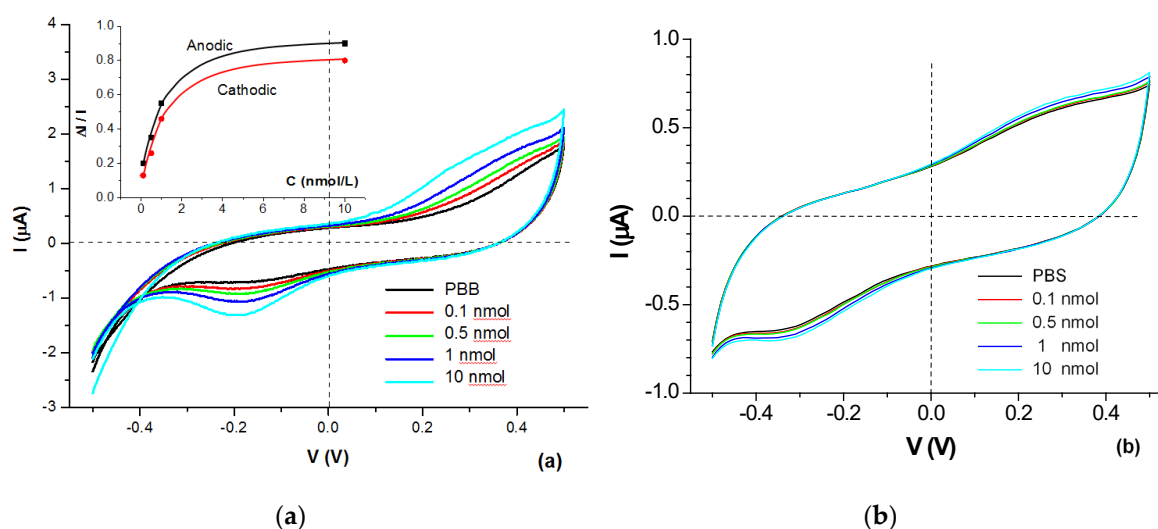 4
3
2
1
0
-1
-2
-3
I (µA)
-0.4
-0.2
0.0
0.2
0.4
V (V)
(a)
1.0
0.8
0.6
0.4
0.2
0.0
ΔI / I
0
2
4
6
8
10
C (nmol/L)
Anodic
Cathodic
PBB
0.1 nmol
0.5 nmol
1 nmol
10 nmol
1.0
0.5
0.0
-0.5
-1.0
I (µA)
-0.4
-0.2
0.0
0.2
0.4
V (V)
(b)
PBS
0.1 nmol
0.5 nmol
1 nmol
10 nmol
(a)
(b)